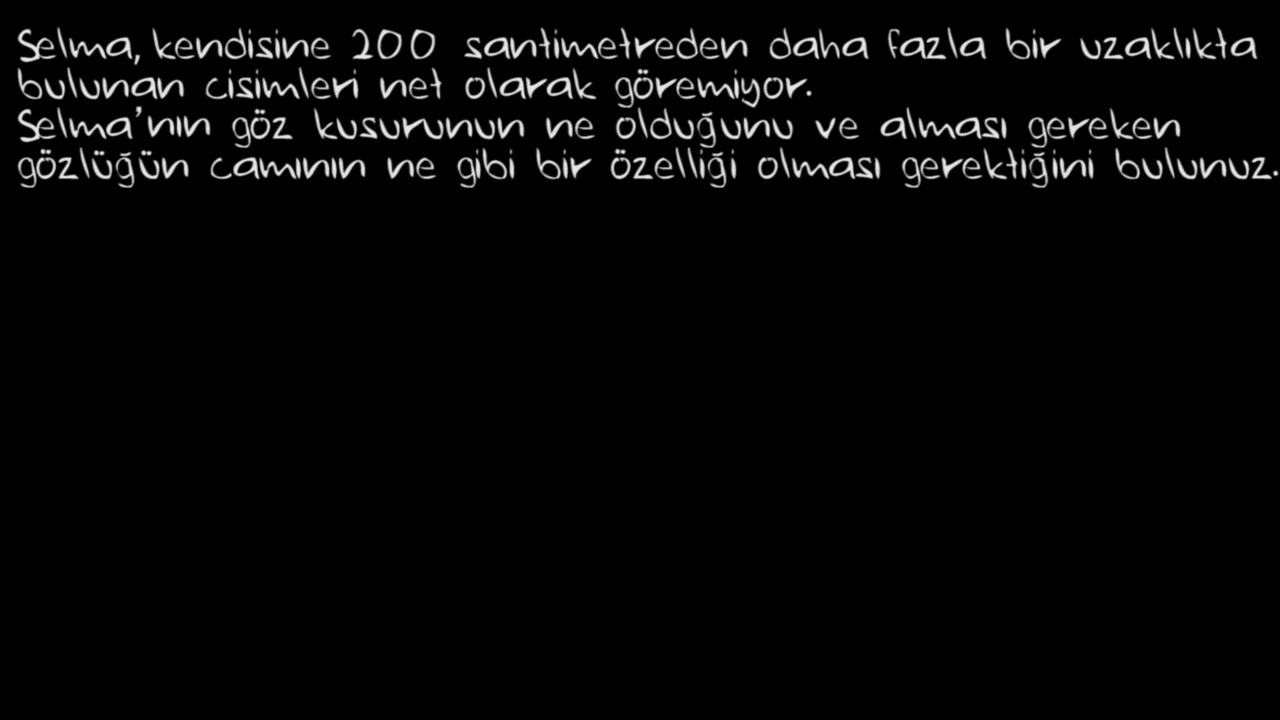 Selma, kendisine 200 santimetreden daha fazla bir uzaklıkta
bulunan cisimleri net olarak göremiyor.
Selma'nın göz kusurunun ne olduğunu ve alması gereken
gözlüğün camının ne gibi bir özelliği olması gerektiğini bulunuz.